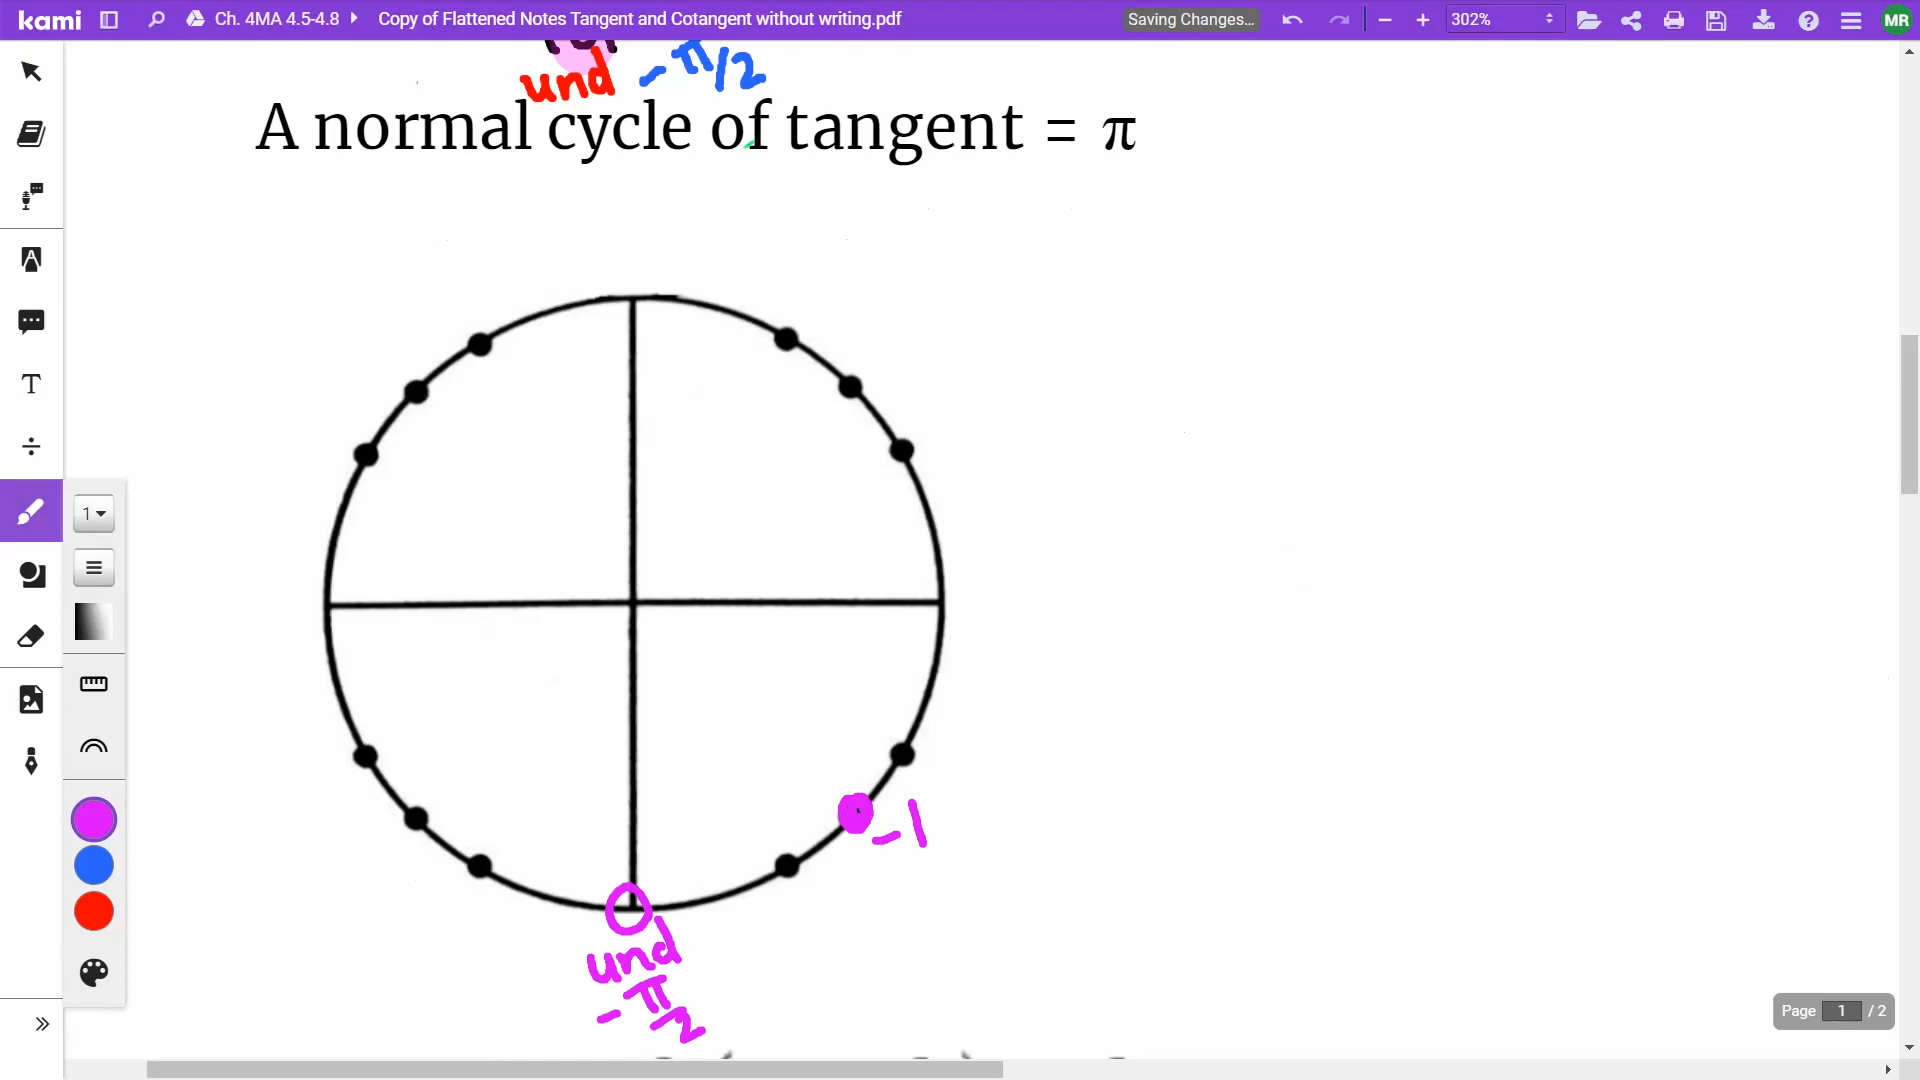 kami Ch. 4MA 4.5-4.8 Copy of Flattened Notes Tangent and Cotangent without writing.pdf Saving Changes... 302% MR
und -π/2
A normal cycle of tangent = π
T
1
-1
und
-π/2
Page 1 / 2